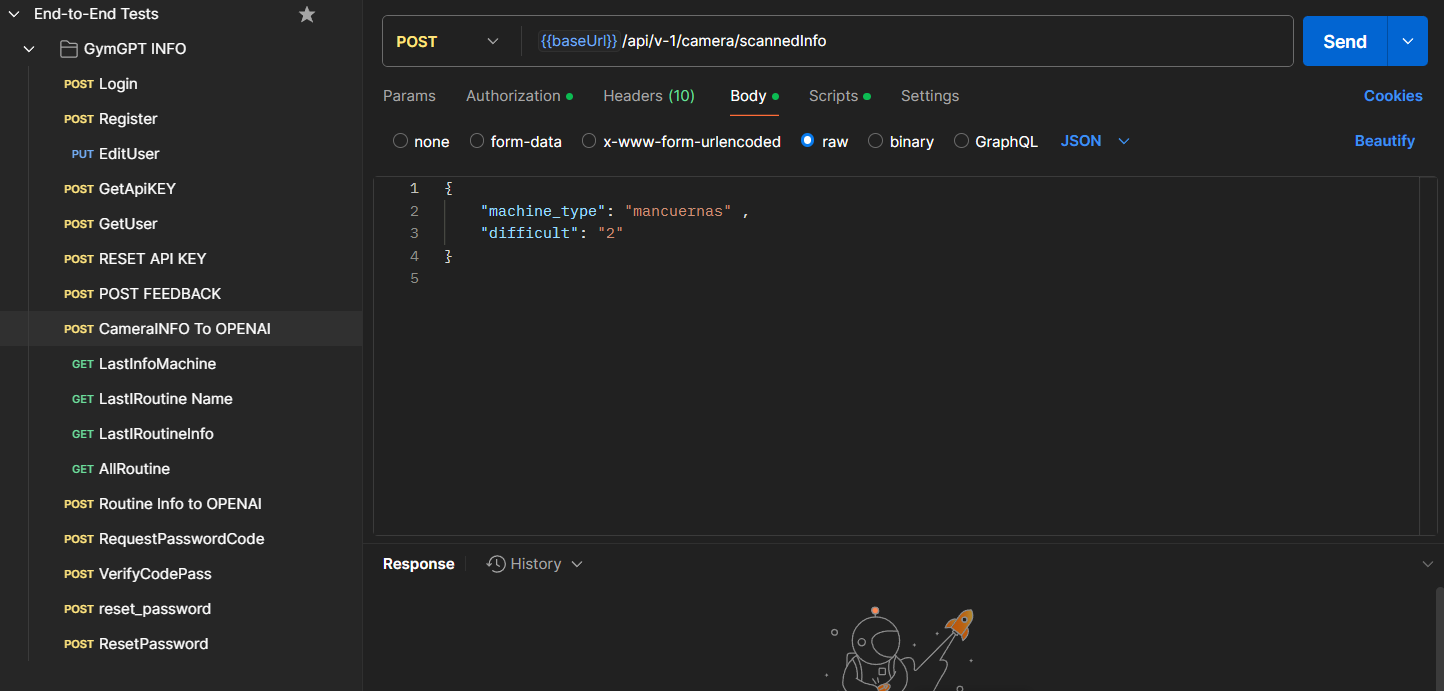 End-to-End Tests
GymGPT INFO
POST Login
POST Register
PUT EditUser
POST GetApiKEY
POST GetUser
POST RESET API KEY
POST POST FEEDBACK
POST CameraINFO To OPENAI
GET LastInfoMachine
GET LastIRoutine Name
GET LastIRoutineInfo
GET AllRoutine
POST Routine Info to OPENAI
POST RequestPasswordCode
POST VerifyCodePass
POST reset_password
POST ResetPassword
POST {{baseUrl}} /api/v-1/camera/scannedInfo Send
Params Authorization Headers (10) Body Scripts Settings Cookies
none form-data x-www-form-urlencoded raw binary GraphQL JSON Beautify
1 {
2 "machine_type": "mancuernas" ,
3 "difficult": "2"
4 }
5
Response History